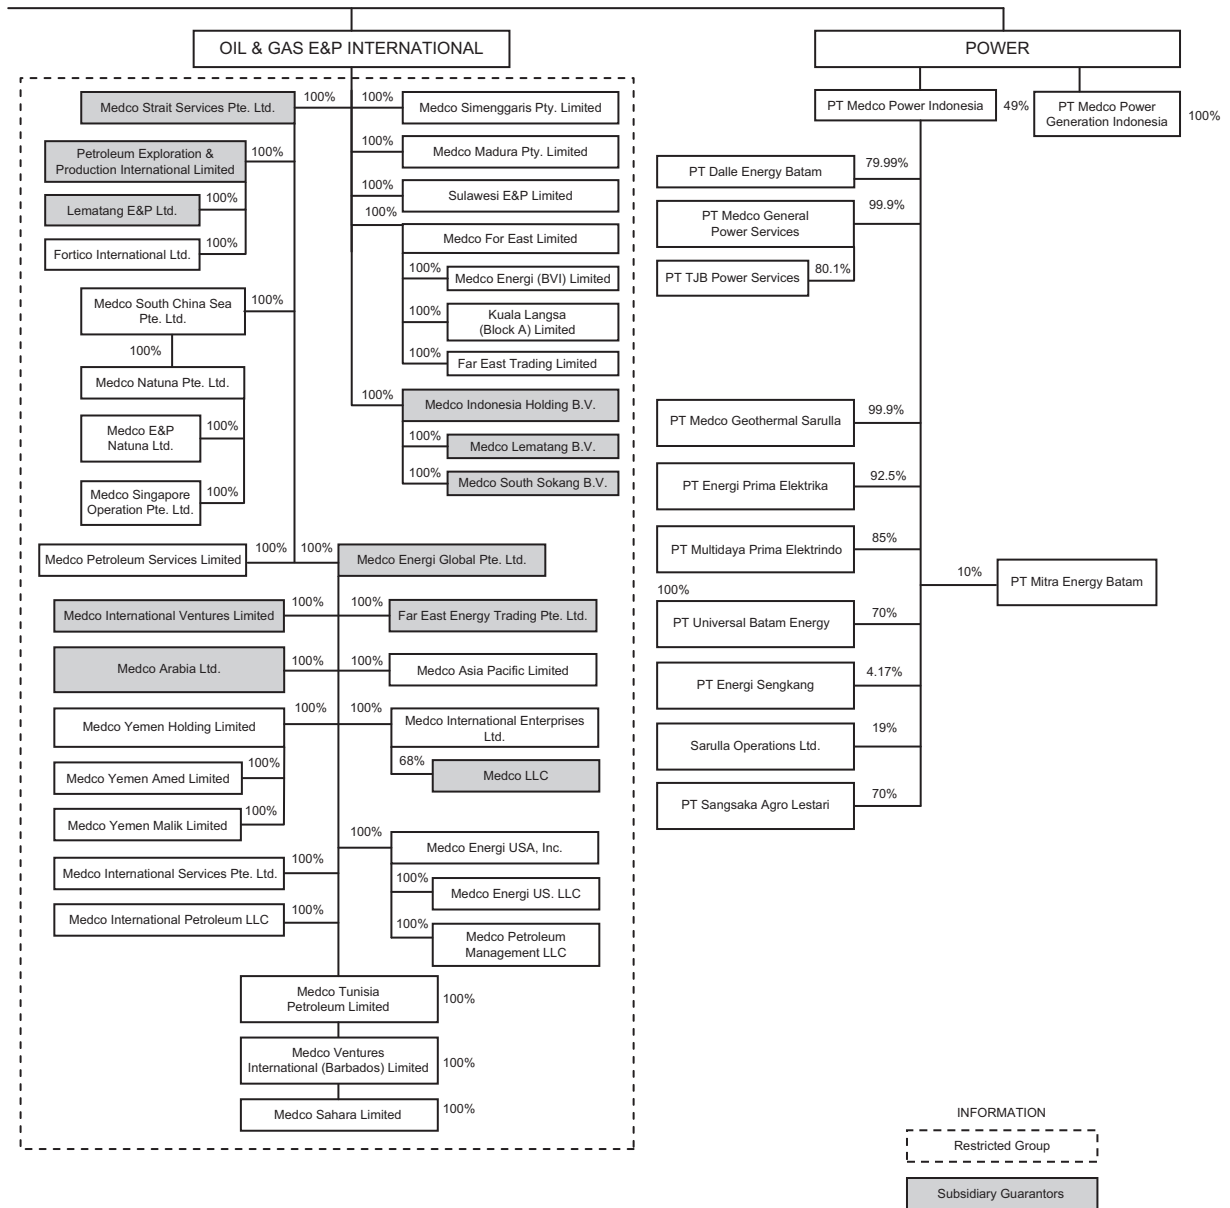 OIL & GAS E&P INTERNATIONAL
POWER
Medco Strait Services Pte. Ltd.
100%
100%
Medco Simenggaris Pty. Limited
PT Medco Power Indonesia
49%
PT Medco Power
Generation Indonesia
100%
Petroleum Exploration &
Production International Limited
100%
100%
Medco Madura Pty. Limited
Lematang E&P Ltd.
100%
100%
Sulawesi E&P Limited
Fortico International Ltd.
100%
100%
Medco For East Limited
100%
Medco Energi (BVI) Limited
Medco South China Sea
Pte. Ltd.
100%
100%
Kuala Langsa
(Block A) Limited
100%
100%
Far East Trading Limited
Medco Natuna Pte. Ltd.
100%
Medco Indonesia Holding B.V.
Medco E&P
Natuna Ltd.
100%
100%
Medco Lematang B.V.
Medco Singapore
Operation Pte. Ltd.
100%
100%
Medco South Sokang B.V.
Medco Petroleum Services Limited
100%
100%
Medco Energi Global Pte. Ltd.
Medco International Ventures Limited
100%
100%
Far East Energy Trading Pte. Ltd.
Medco Arabia Ltd.
100%
100%
Medco Asia Pacific Limited
Medco Yemen Holding Limited
100%
100%
Medco International Enterprises
Ltd.
Medco Yemen Amed Limited
100%
68%
Medco LLC
Medco Yemen Malik Limited
100%
100%
Medco Energi USA, Inc.
Medco International Services Pte. Ltd.
100%
100%
Medco Energi US. LLC
Medco International Petroleum LLC
100%
100%
Medco Petroleum
Management LLC
Medco Tunisia
Petroleum Limited
100%
Medco Ventures
International (Barbados) Limited
100%
Medco Sahara Limited
100%
PT Dalle Energy Batam
79.99%
PT Medco General
Power Services
99.9%
PT TJB Power Services
80.1%
PT Medco Geothermal Sarulla
99.9%
PT Energi Prima Elektrika
92.5%
PT Multidaya Prima Elektrindo
85%
10%
PT Mitra Energy Batam
100%
PT Universal Batam Energy
70%
PT Energi Sengkang
4.17%
Sarulla Operations Ltd.
19%
PT Sangsaka Agro Lestari
70%
INFORMATION
Restricted Group
Subsidiary Guarantors